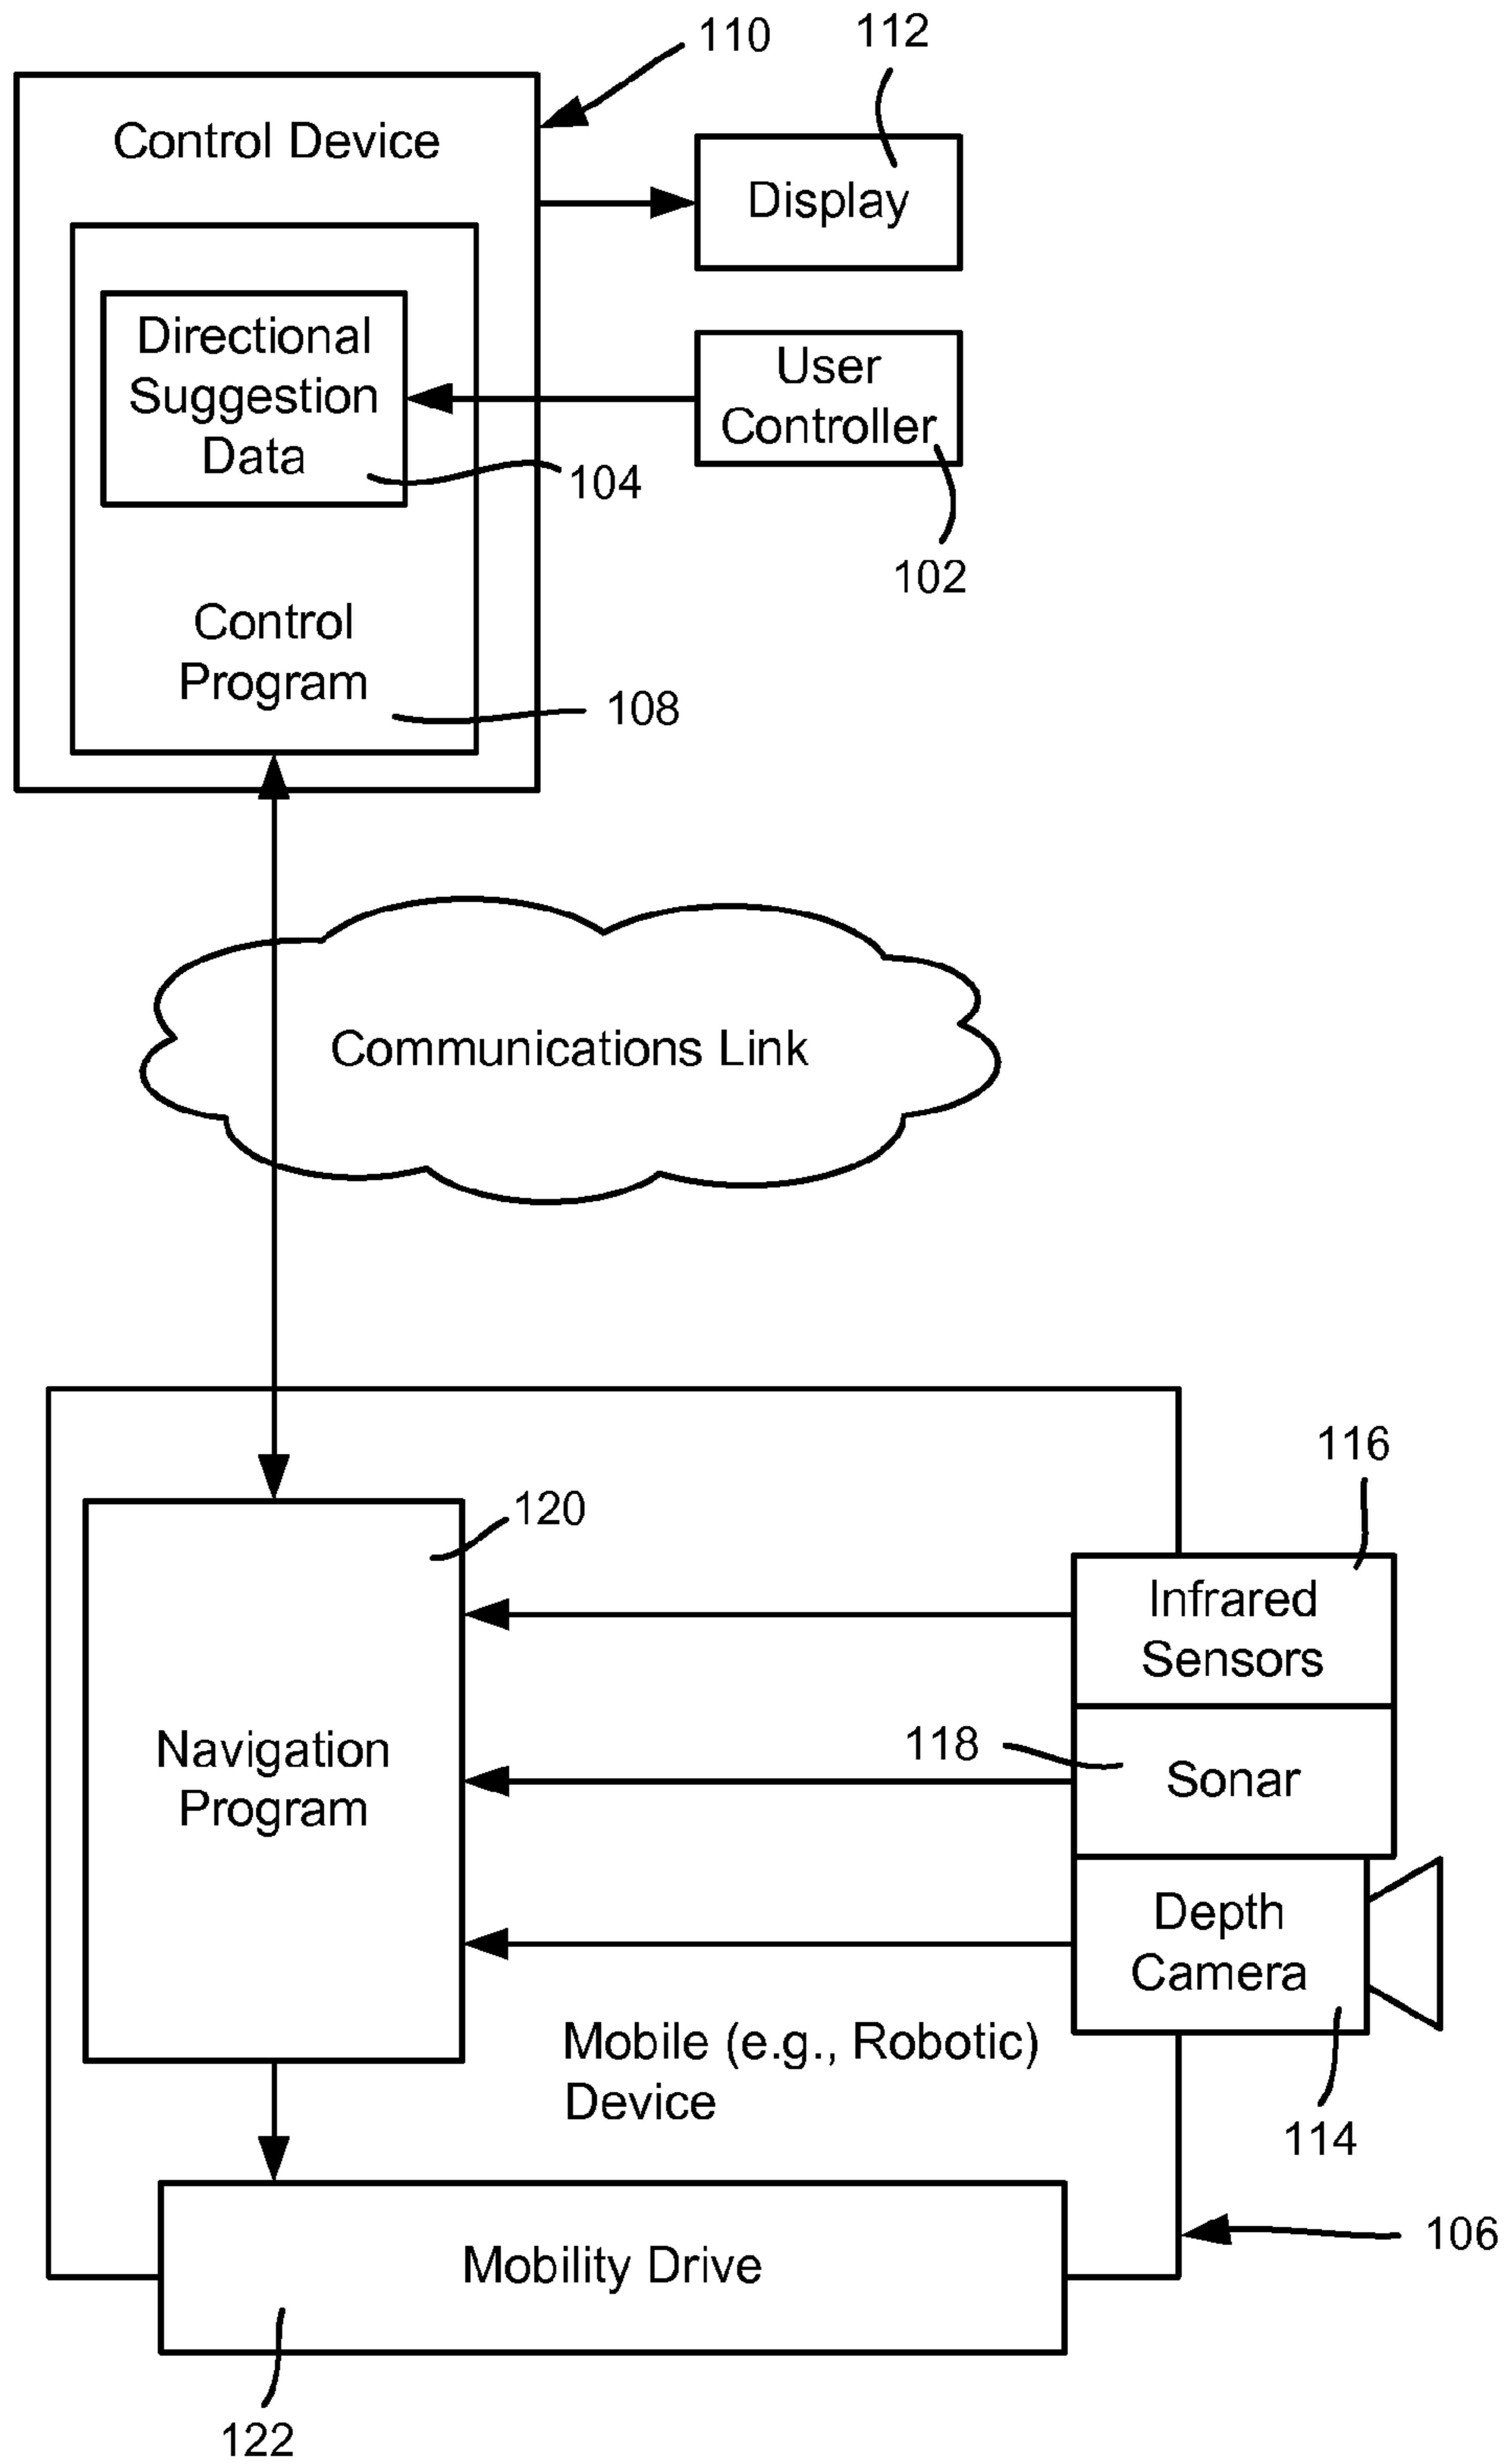 112
110
Control Device
Display
Directional
Suggestion
Data
User
Controller
104
102
Control
Program
108
Communications Link
116
120
Infrared
Sensors
118
Sonar
Navigation
Program
Depth
Camera
Mobile (e.g., Robotic)
Device
114
106
Mobility Drive
122